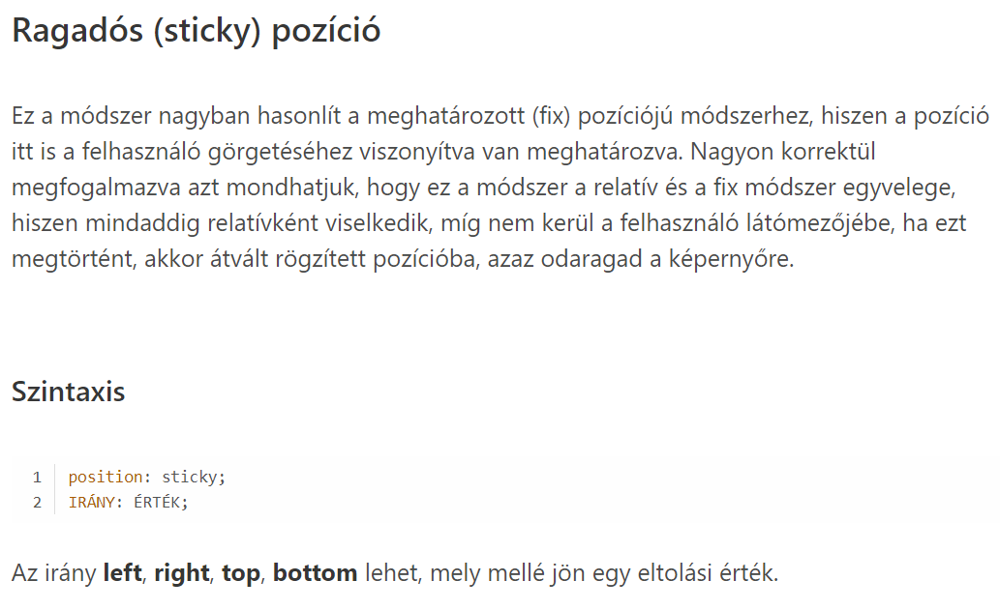 Ragadós (sticky) pozíció
Ez a módszer nagyban hasonlít a meghatározott (fix) pozíciójú módszerhez, hiszen a pozíció
itt is a felhasználó görgetéséhez viszonyítva van meghatározva. Nagyon korrektül
megfogalmazva azt mondhatjuk, hogy ez a módszer a relatív és a fix módszer egyvelege,
hiszen mindaddig relatívként viselkedik, míg nem kerül a felhasználó látómezőjébe, ha ezt
megtörtént, akkor átvált rögzített pozícióba, azaz odaragad a képernyőre.
Szintaxis
1 position: sticky;
2 IRÁNY: ÉRTÉK;
Az irány left, right, top, bottom lehet, mely mellé jön egy eltolási érték.